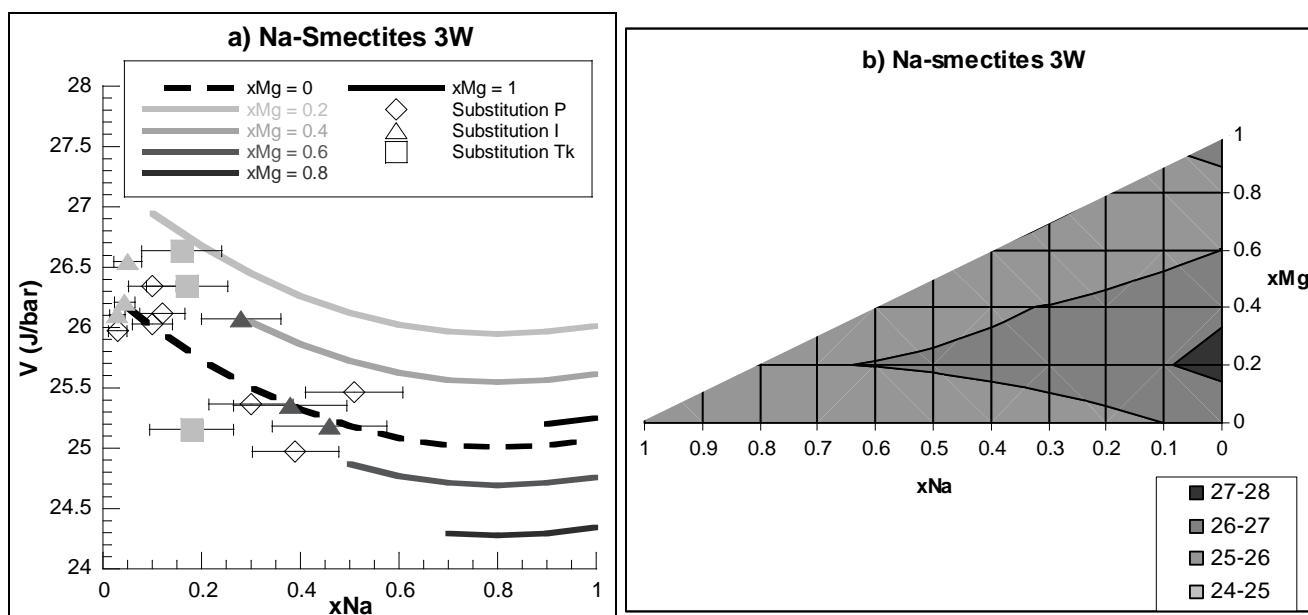 a) Na-Smectites 3W
xMg = 0
xMg = 1
xMg = 0.2
Substitution P
xMg = 0.4
Substitution I
xMg = 0.6
Substitution Tk
xMg = 0.8
28
27.5
27
26.5
26
25.5
25
24.5
24
V (J/bar)
0 0.2 0.4 0.6 0.8 1
xNa
b) Na-smectites 3W
1
0.8
0.6
xMg
0.4
0.2
0
1 0.9 0.8 0.7 0.6 0.5 0.4 0.3 0.2 0.1 0
xNa
27-28
26-27
25-26
24-25